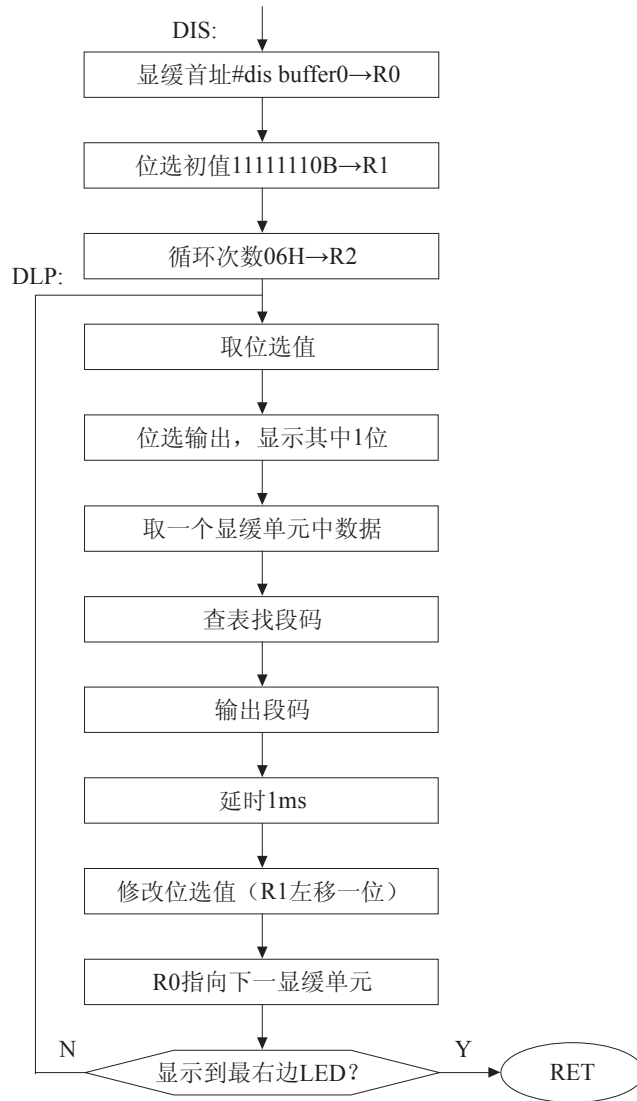 DIS:
显缓首址#dis buffer0→R0
位选初值11111110B→R1
循环次数06H→R2
DLP:
取位选值
位选输出，显示其中1位
取一个显缓单元中数据
查表找段码
输出段码
延时1ms
修改位选值（R1左移一位）
R0指向下一显缓单元
N
显示到最右边LED？
Y
RET